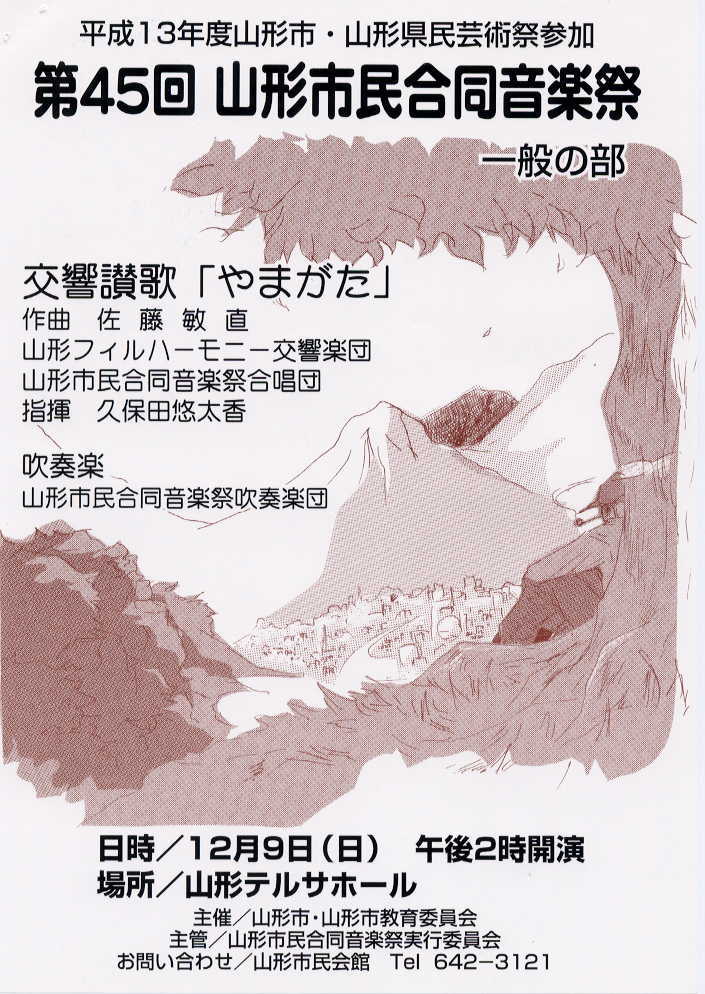 平成13年度山形市・山形県民芸術祭参加
第45回 山形市民合同音楽祭
一般の部
交響讃歌「やまがた」
作曲 佐藤敏直
山形フィルハーモニー交響楽団
山形市民合同音楽祭合唱団
指揮 久保田悠太香
吹奏楽
山形市民合同音楽祭吹奏楽団
日時／12月9日（日） 午後2時開演
場所／山形テルサホール
主催／山形市・山形市教育委員会
主管／山形市民合同音楽祭実行委員会
お問い合わせ／山形市民会館 Tel 642－3121